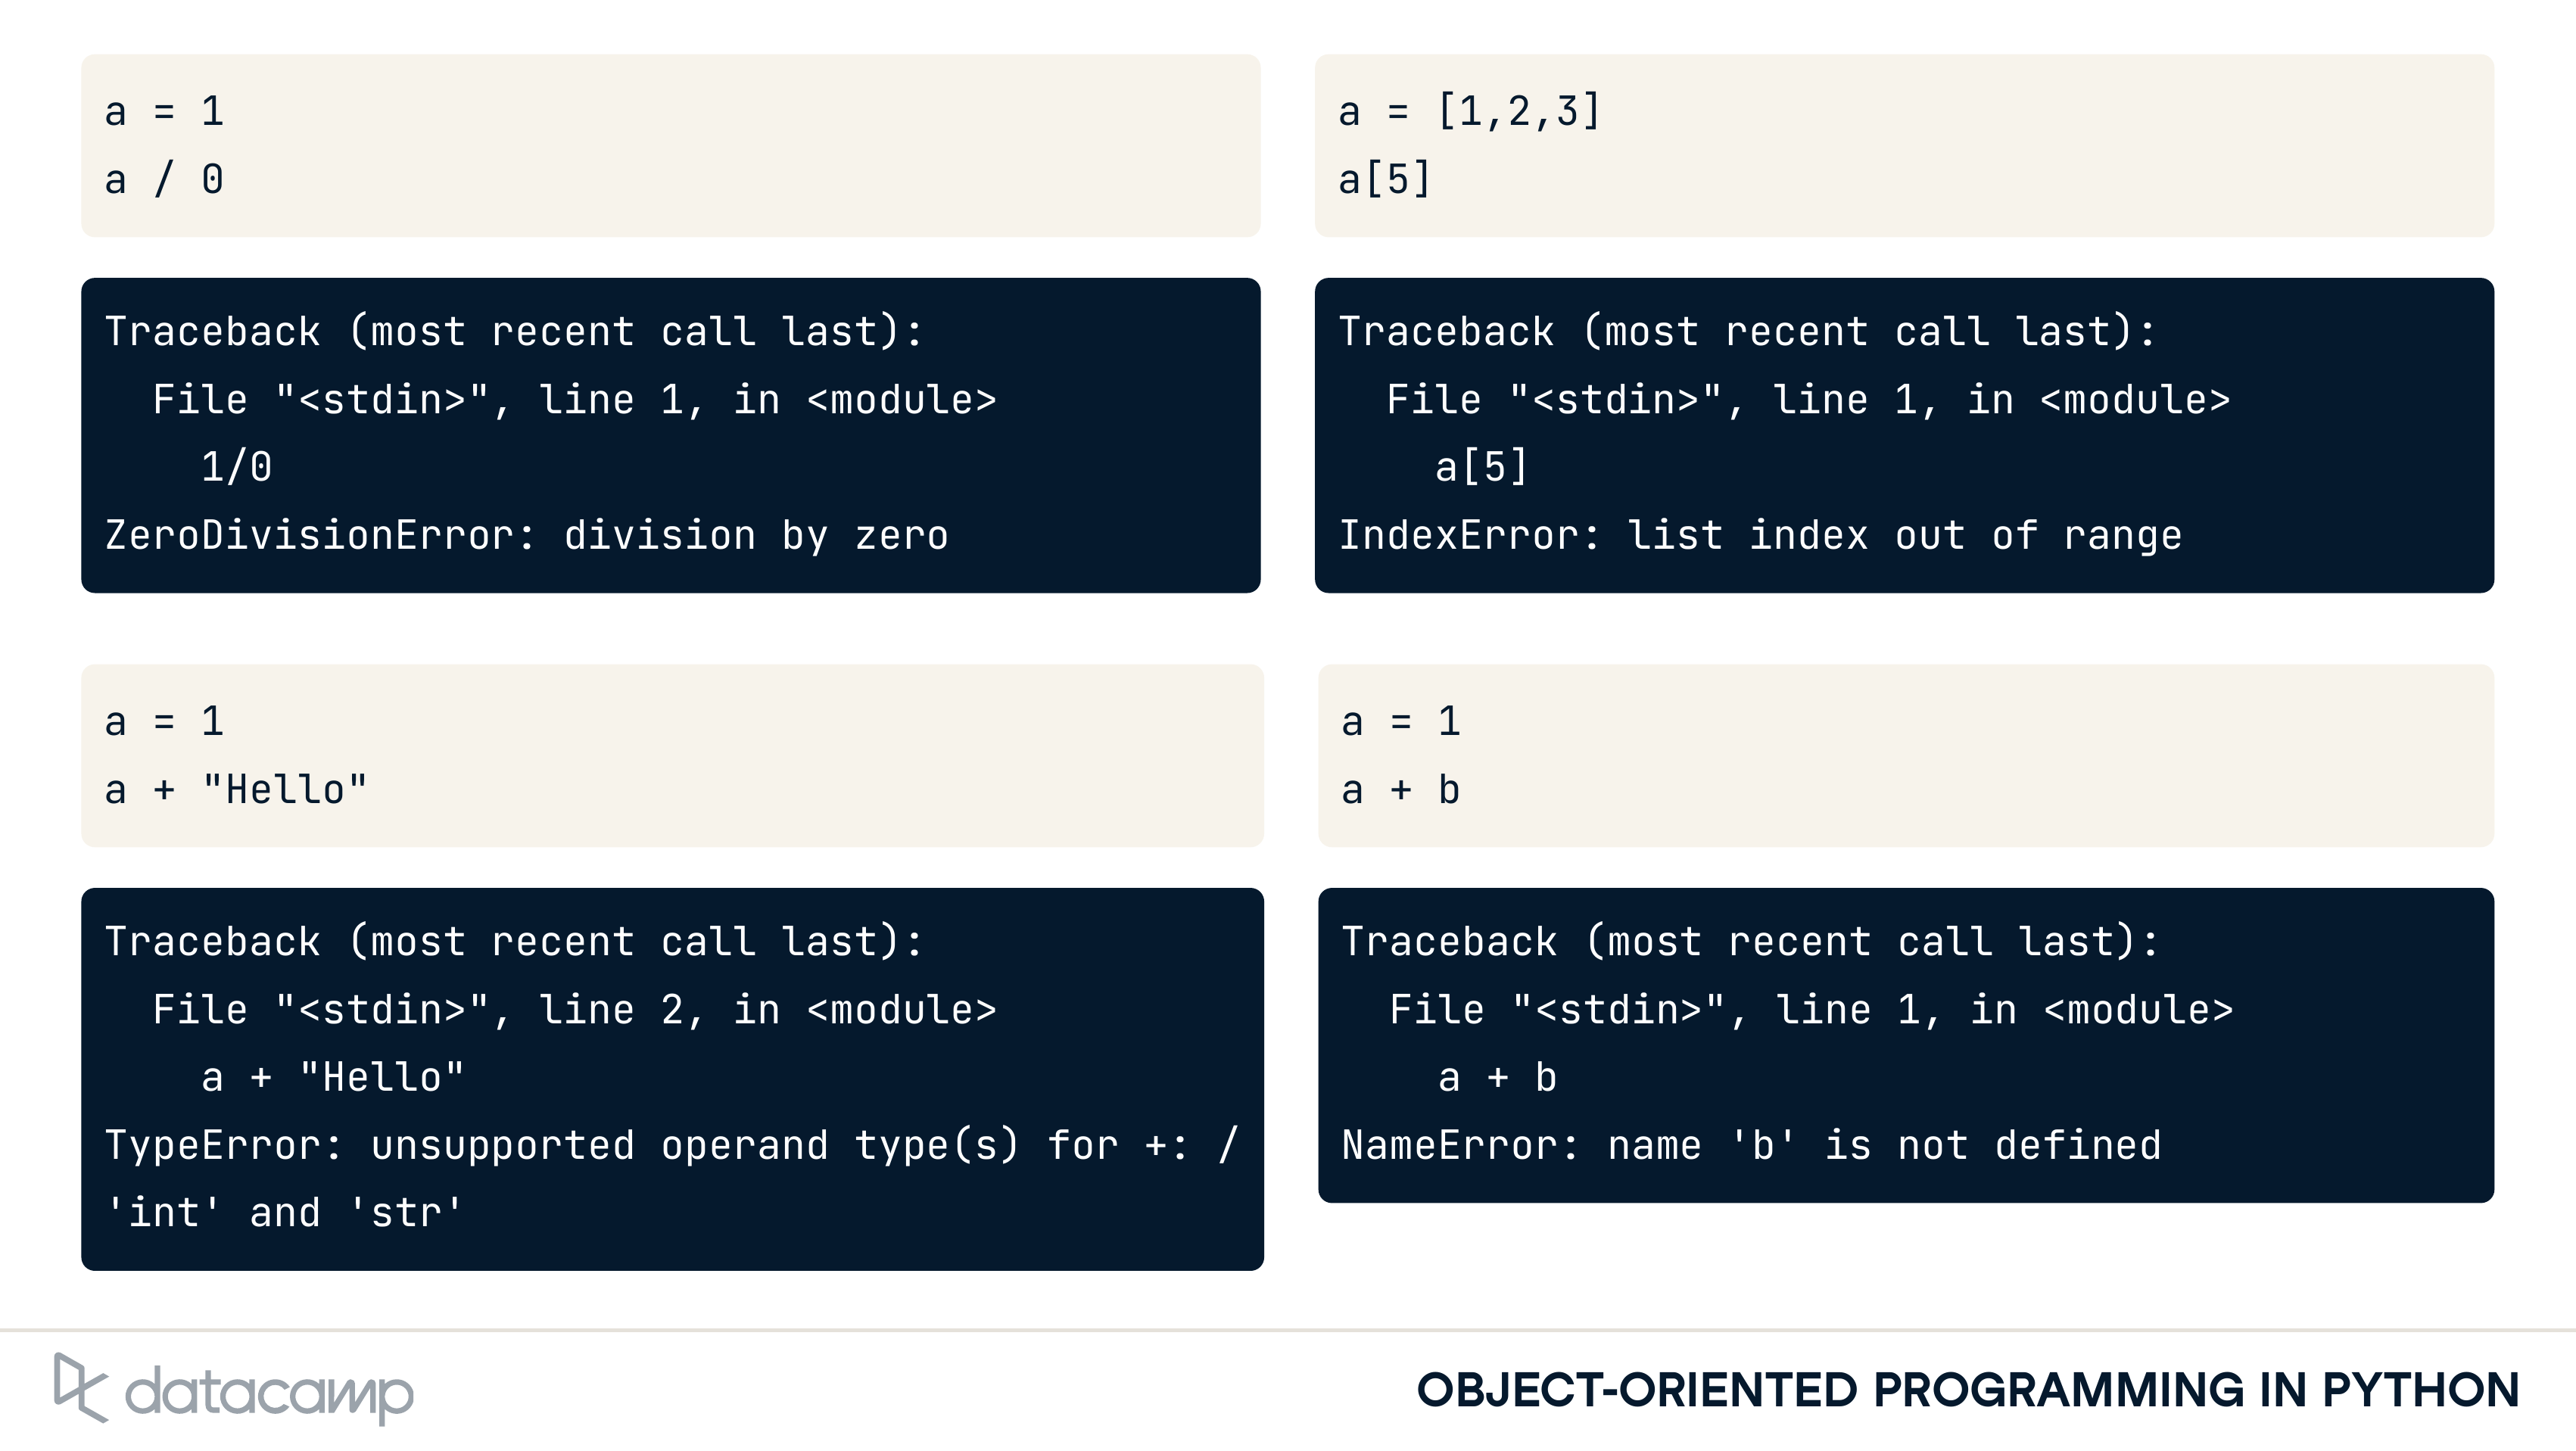 a = 1
a / 0
Traceback (most recent call last):
  File "<stdin>", line 1, in <module>
    1/0
ZeroDivisionError: division by zero
a = [1,2,3]
a[5]
Traceback (most recent call last):
  File "<stdin>", line 1, in <module>
    a[5]
IndexError: list index out of range
a = 1
a + "Hello"
Traceback (most recent call last):
  File "<stdin>", line 2, in <module>
    a + "Hello"
TypeError: unsupported operand type(s) for +: /
'int' and 'str'
a = 1
a + b
Traceback (most recent call last):
  File "<stdin>", line 1, in <module>
    a + b
NameError: name 'b' is not defined
datacamp
OBJECT-ORIENTED PROGRAMMING IN PYTHON